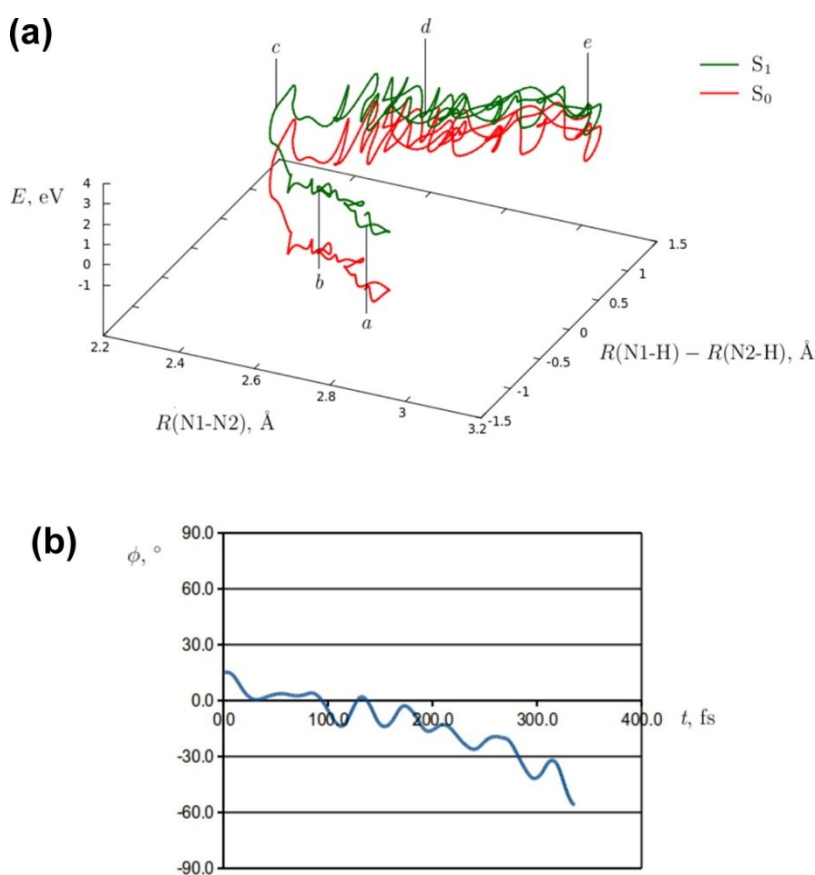 (a)
c
d
e
S₁
S₀
E, eV
4
3
2
1
0
-1
b
a
1.5
1
0.5
0
-0.5
-1
-1.5
R(N1-H) − R(N2-H), Å
2.2
2.4
2.6
2.8
3
3.2
R(N1-N2), Å
(b)
ϕ, °
90.0
60.0
30.0
0.0
-30.0
-60.0
-90.0
0.0 100.0 200.0 300.0 400.0 t, fs